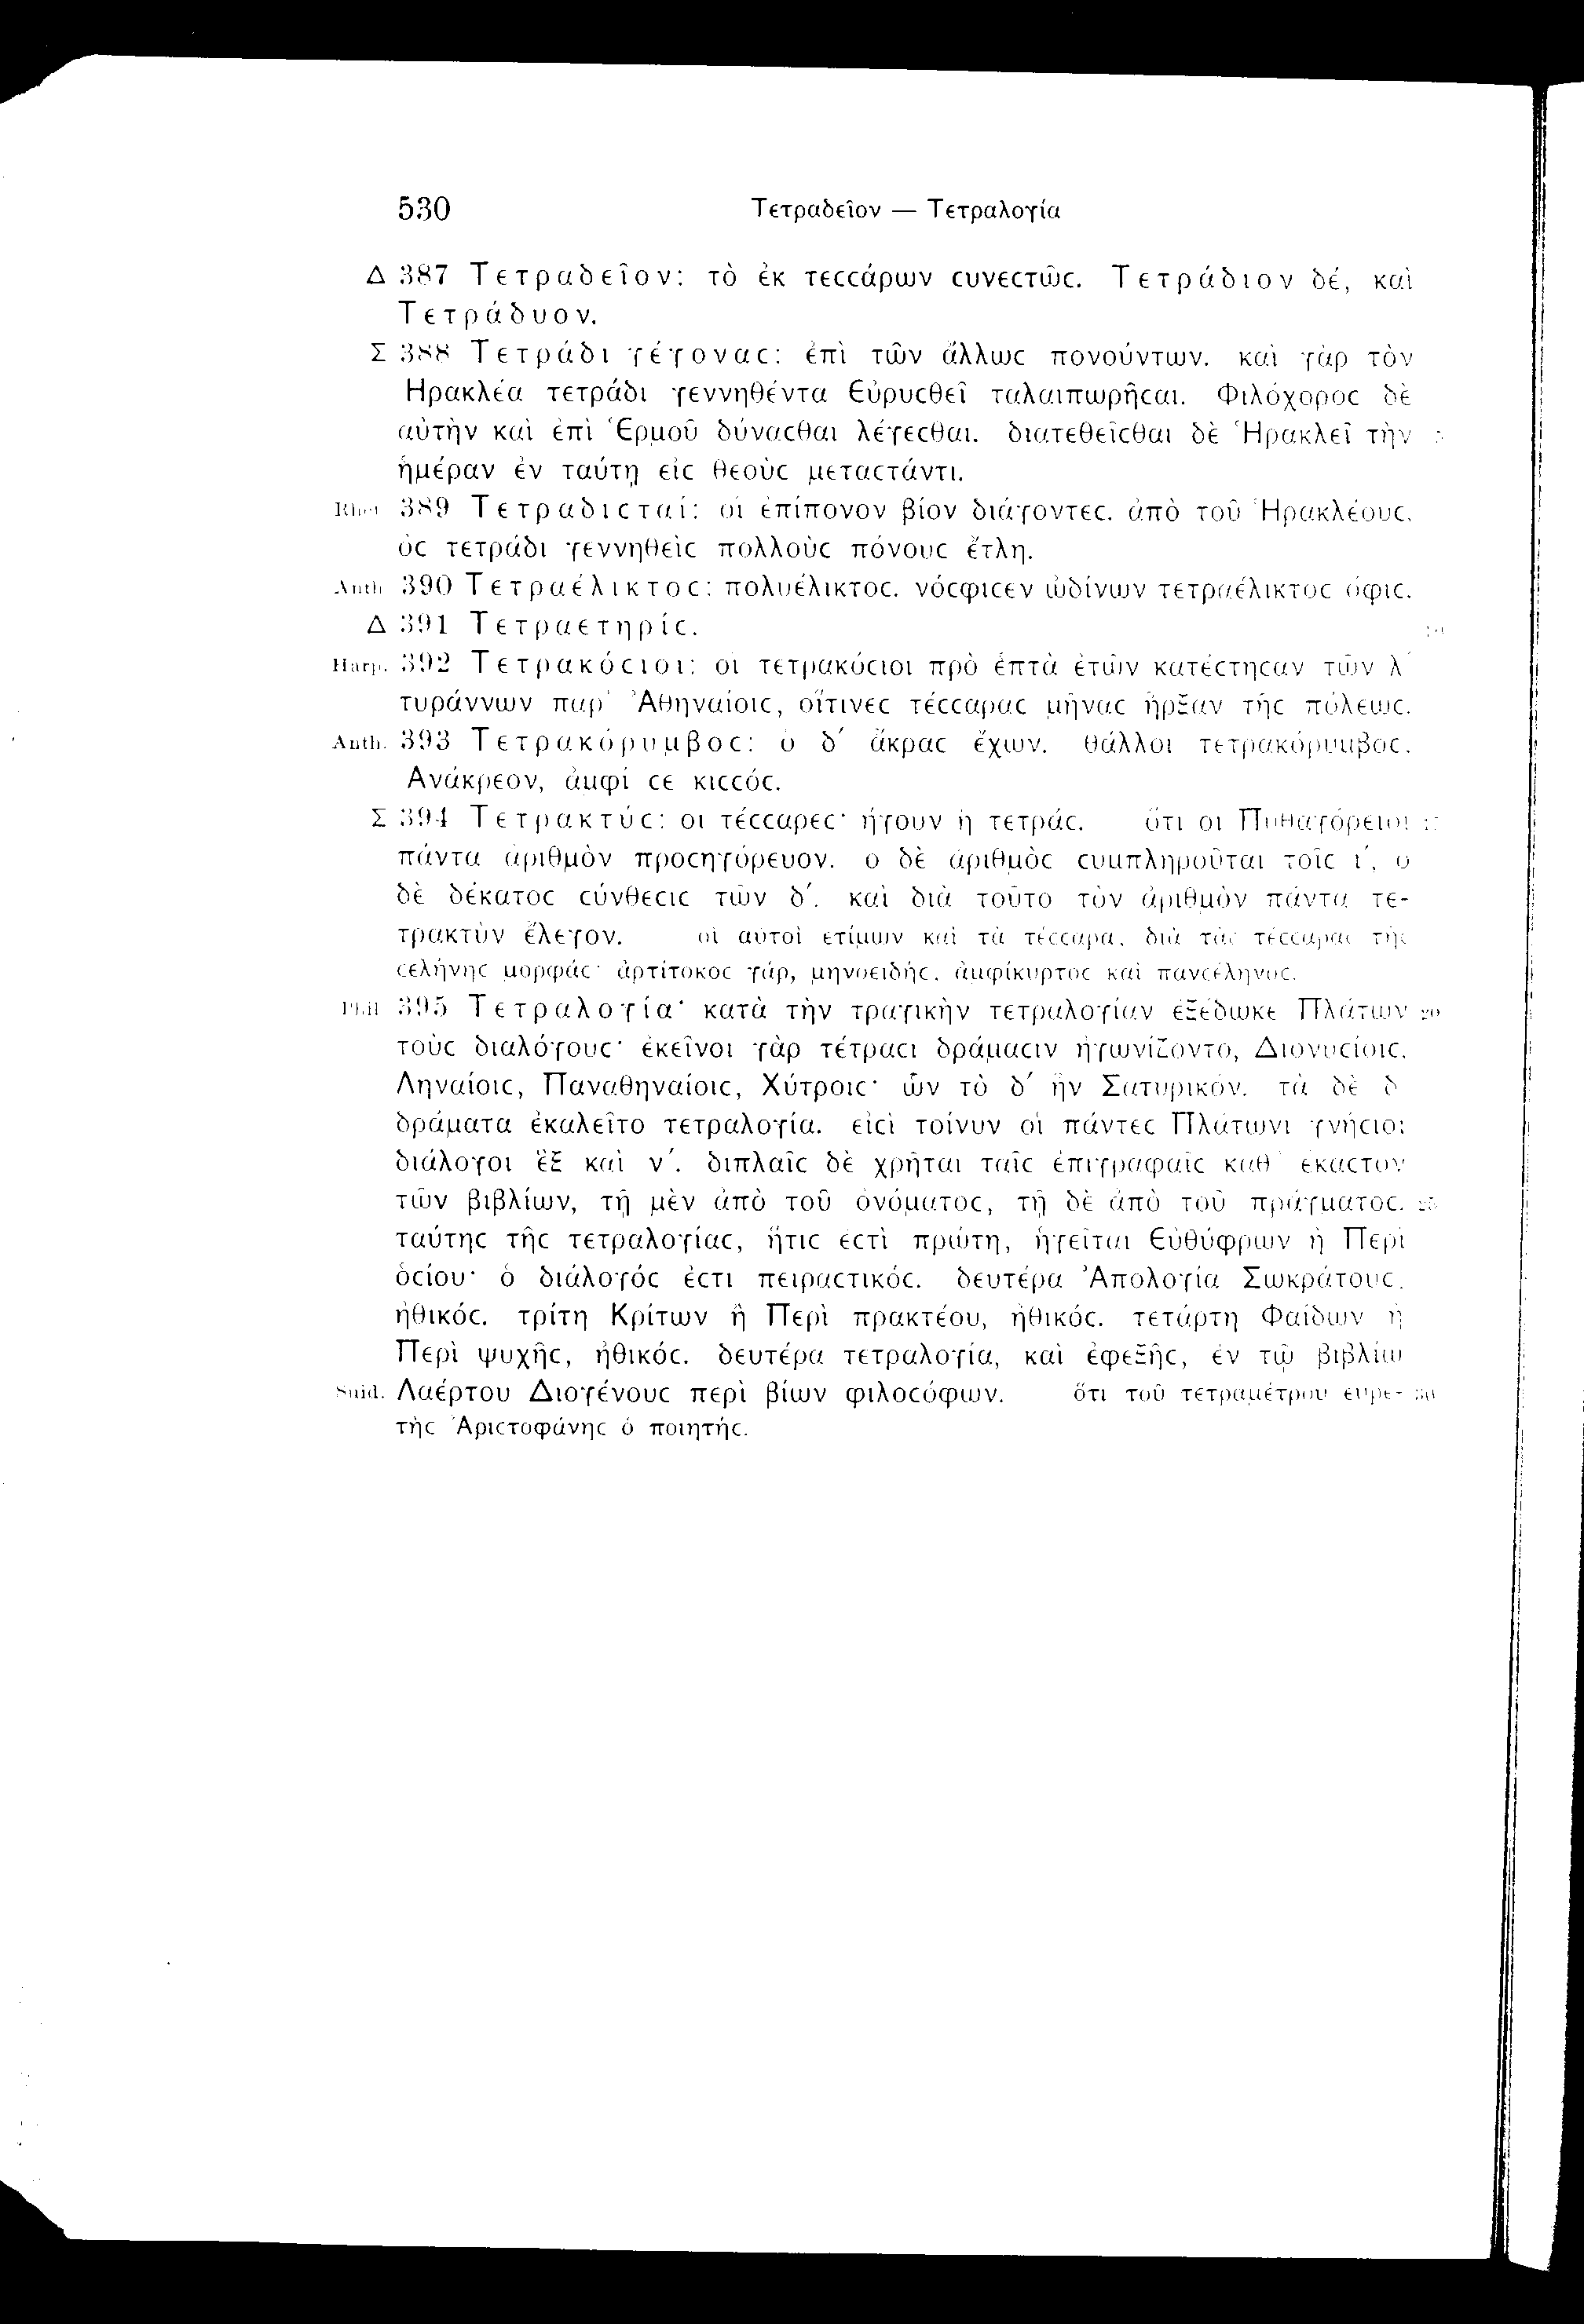 530 Τετραδεῖον — Τετραλογία
Δ 387 Τετραδεῖον: τὸ ἐκ τεccάρων cυνεcτῶc. Τετράδιον δέ, καὶ
Τετράδυον.
Σ 388 Τετράδι γέγοναc: ἐπὶ τῶν ἄλλωc πονούντων. καὶ γὰρ τὸν
Ἡρακλέα τετράδι γεννηθέντα Εὐρυcθεῖ ταλαιπωρῆcαι. Φιλόχοροc δὲ
αὐτὴν καὶ ἐπὶ Ἑρμοῦ δύναcθαι λέγεcθαι. διατεθεῖcθαι δὲ Ἡρακλεῖ τὴν 5
ἡμέραν ἐν ταύτῃ εἰc θεοὺc μεταcτάντι.
Rhet 389 Τετραδιcταί: οἱ ἐπίπονον βίον διάγοντεc. ἀπὸ τοῦ Ἡρακλέουc,
ὃc τετράδι γεννηθεὶc πολλοὺc πόνουc ἔτλη.
Anth 390 Τετραέλικτοc: πολυέλικτοc. νόcφιcεν ὠδίνων τετραέλικτοc ὄφιc.
Δ 391 Τετραετηρίc. 10
Harp. 392 Τετρακόcιοι: οἱ τετρακόcιοι πρὸ ἑπτὰ ἐτῶν κατέcτηcαν τῶν λ΄
τυράννων παρ' Ἀθηναίοιc, οἵτινεc τέccαραc μῆναc ἦρξαν τῆc πόλεωc.
Anth. 393 Τετρακόρυμβοc: ὁ δ΄ ἄκραc ἔχων. θάλλοι τετρακόρυμβοc,
Ἀνάκρεον, ἀμφί cε κιccόc.
Σ 394 Τετρακτύc: οἱ τέccαρεc· ἤγουν ἡ τετράc. ὅτι οἱ Πυθαγόρειοι 15
πάντα ἀριθμὸν προcηγόρευον. ὁ δὲ ἀριθμὸc cυμπληροῦται τοῖc ι΄, ὁ
δὲ δέκατοc cύνθεcιc τῶν δ΄. καὶ διὰ τοῦτο τὸν ἀριθμὸν πάντα τε-
τρακτὺν ἔλεγον. οἱ αὐτοὶ ἐτίμων καὶ τὰ τέccαρα, διὰ τὰc τέccαραc τῆc
cελήνηc μορφάc· ἀρτίτοκοc γάρ, μηνοειδήc, ἀμφίκυρτοc καὶ πανcέληνοc.
Phil 395 Τετραλογία· κατὰ τὴν τραγικὴν τετραλογίαν ἐξέδωκε Πλάτων 20
τοὺc διαλόγουc· ἐκεῖνοι γὰρ τέτραcι δράμαcιν ἠγωνίζοντο, Διονυcίοιc,
Ληναίοιc, Παναθηναίοιc, Χύτροιc· ὧν τὸ δ΄ ἦν Σατυρικόν. τὰ δὲ δ΄
δράματα ἐκαλεῖτο τετραλογία. εἰcὶ τοίνυν οἱ πάντεc Πλάτωνι γνήcιοι
διάλογοι ἓξ καὶ ν΄. διπλαῖc δὲ χρῆται ταῖc ἐπιγραφαῖc καθ' ἕκαcτον
τῶν βιβλίων, τῇ μὲν ἀπὸ τοῦ ὀνόματοc, τῇ δὲ ἀπὸ τοῦ πράγματοc. 25
ταύτηc τῆc τετραλογίαc, ἥτιc ἐcτὶ πρώτη, ἡγεῖται Εὐθύφρων ἢ Περὶ
ὁcίου· ὁ διάλογόc ἐcτι πειραcτικόc. δευτέρα Ἀπολογία Σωκράτουc,
ἠθικόc. τρίτη Κρίτων ἢ Περὶ πρακτέου, ἠθικόc. τετάρτη Φαίδων ἢ
Περὶ ψυχῆc, ἠθικόc. δευτέρα τετραλογία, καὶ ἐφεξῆc, ἐν τῷ βιβλίῳ
Suid. Λαέρτου Διογένουc περὶ βίων φιλοcόφων. ὅτι τοῦ τετραμέτρου εὑρε- 30
τὴc Ἀριcτοφάνηc ὁ ποιητήc.